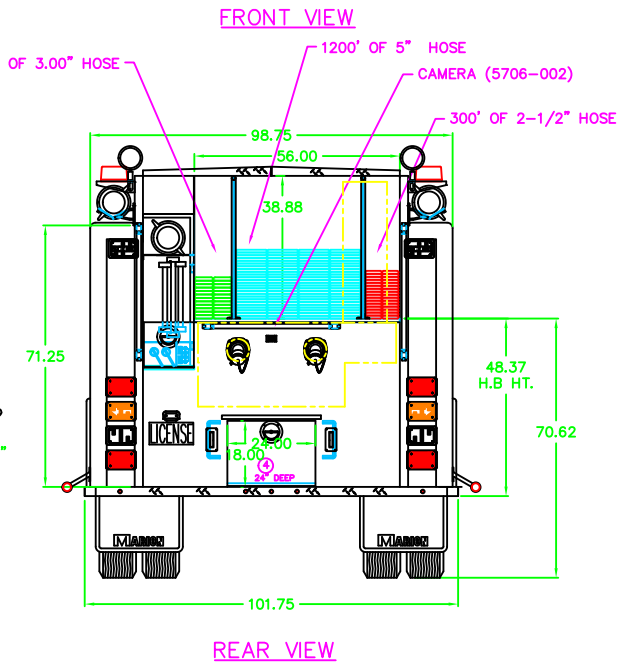 FRONT VIEW
1200' OF 5" HOSE
OF 3.00" HOSE
CAMERA (5706-002)
300' OF 2-1/2" HOSE
98.75
56.00
38.88
71.25
48.37
H.B HT.
70.62
LICENSE
24.00
18.00
4
24" DEEP
"
MARION
MARION
101.75
REAR VIEW